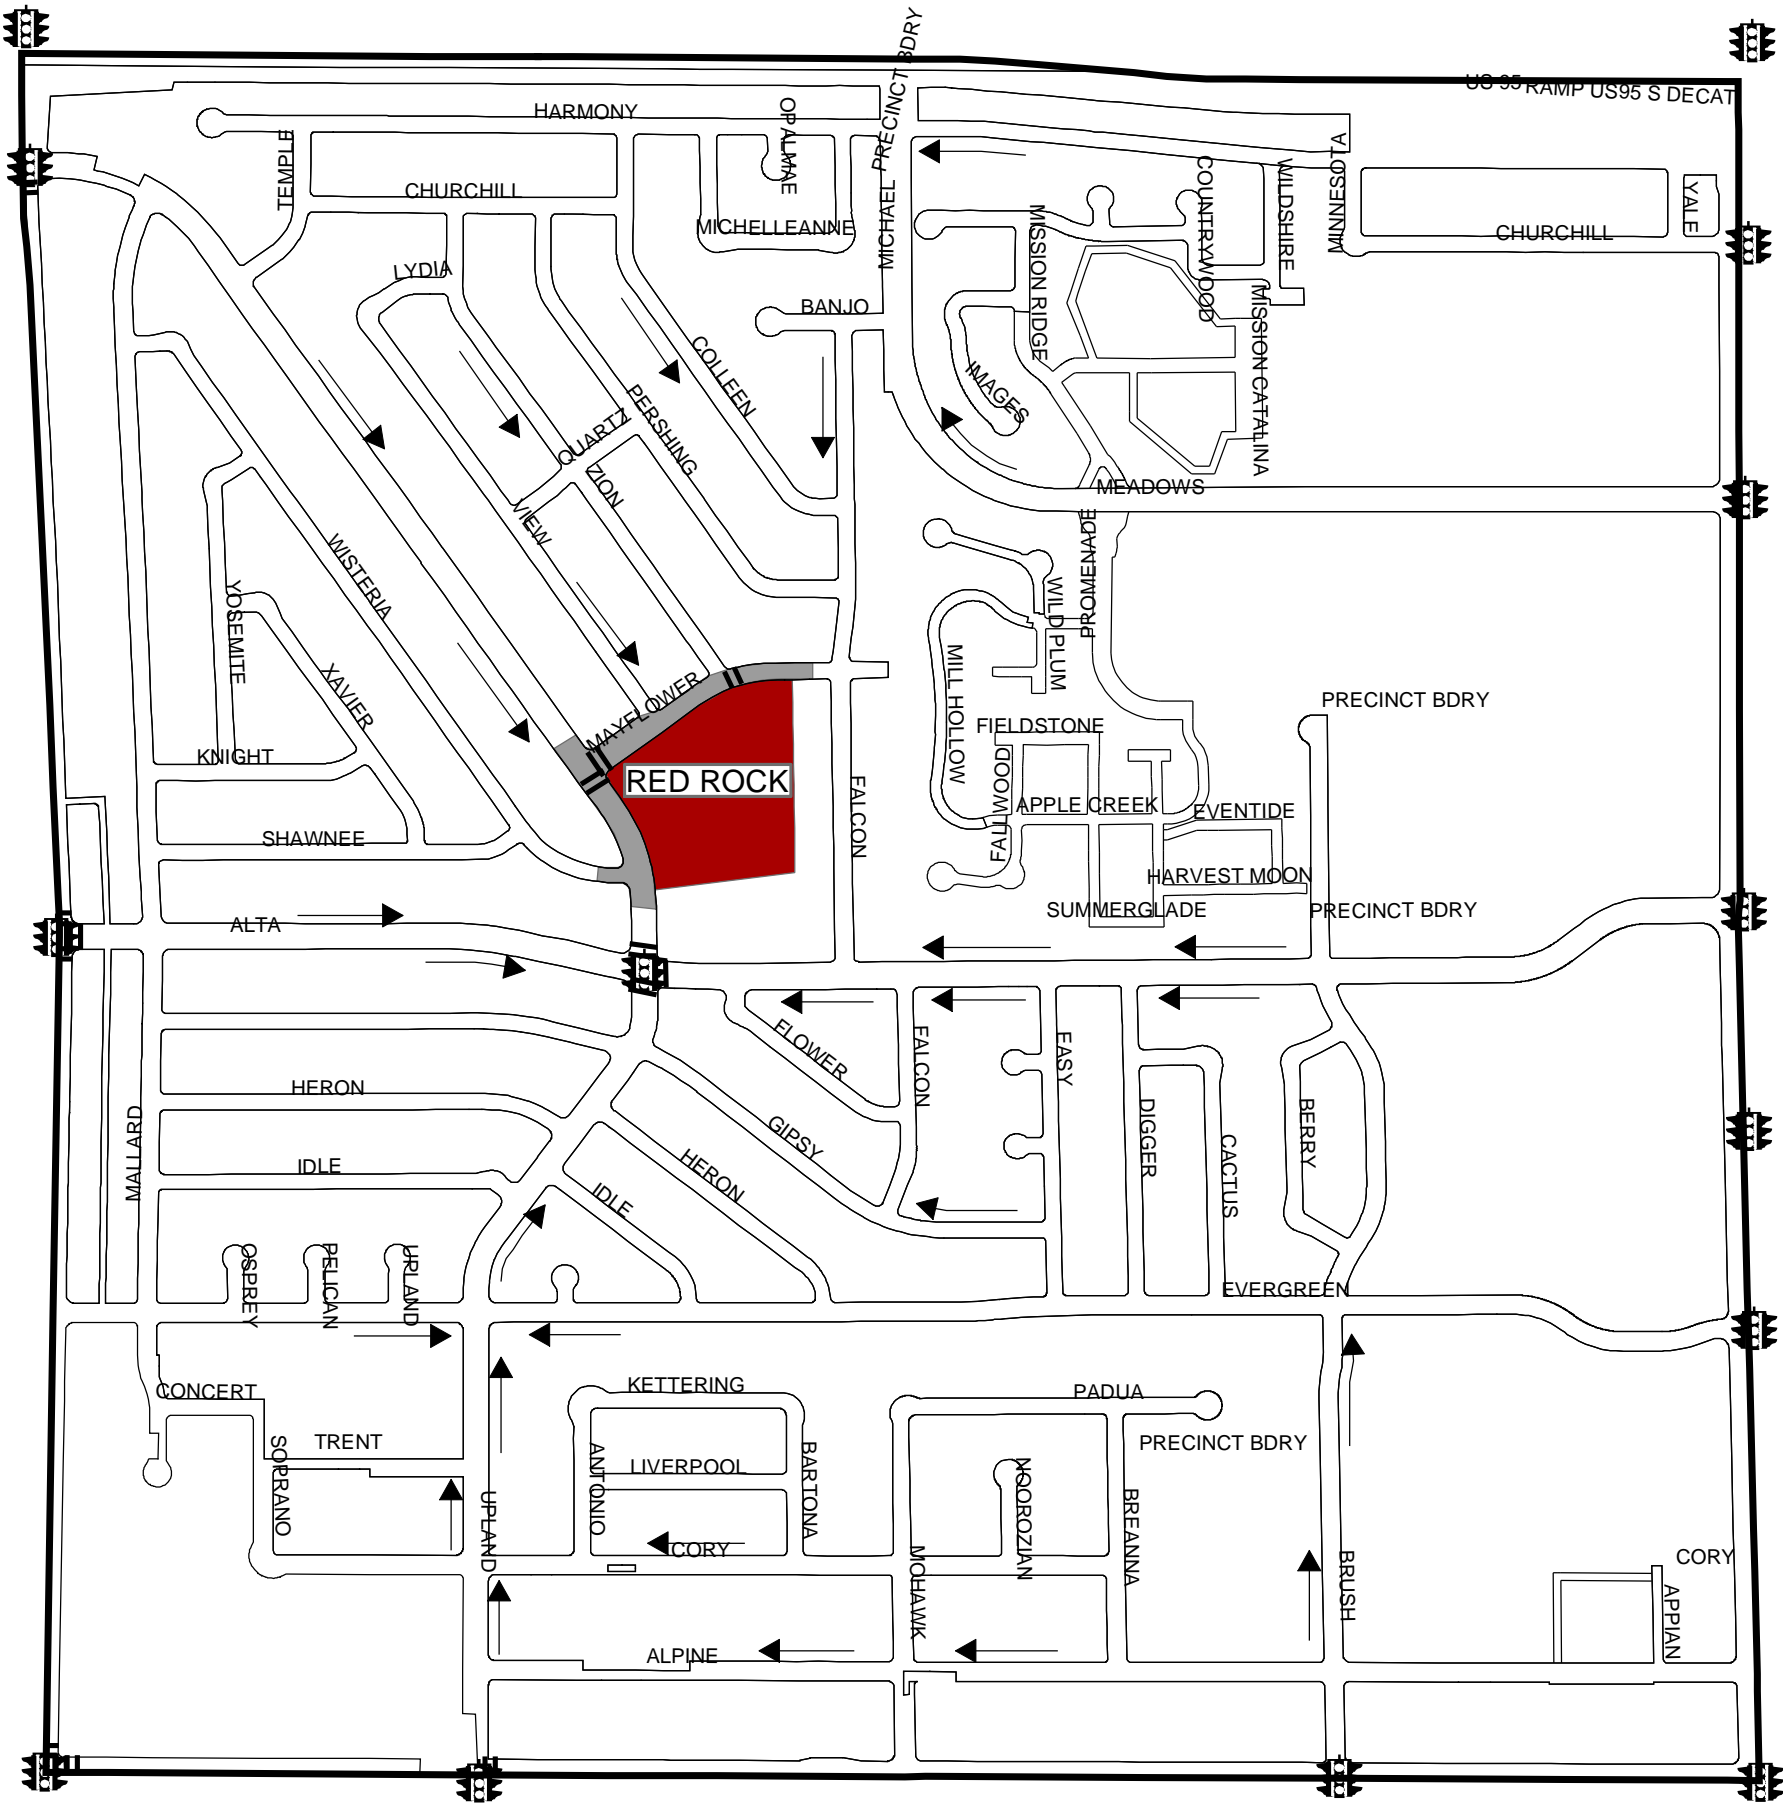 PRECINCT BDRY
US 95
RAMP US95 S DECAT
HARMONY
OPALMAE
TEMPLE
CHURCHILL
MICHELLEANNE
MICHAEL
MISSION RIDGE
COUNTRYWOOD
WILDSHIRE
MINNESOTA
YALE
CHURCHILL
LYDIA
BANJO
MISSION CATALINA
COLLEEN
IMAGES
PERSHING
QUARTZ
ZION
VIEW
MEADOWS
WISTERIA
PROMENADE
YOSEMITE
WILD PLUM
XAVIER
MILL HOLLOW
MAYFLOWER
PRECINCT BDRY
FIELDSTONE
KNIGHT
RED ROCK
FALCON
FALLWOOD
APPLE CREEK
EVENTIDE
SHAWNEE
HARVEST MOON
SUMMERGLADE
PRECINCT BDRY
ALTA
FLOWER
FALCON
EASY
HERON
MALLARD
GIPSY
DIGGER
CACTUS
BERRY
IDLE
HERON
IDLE
OSPREY
PELICAN
UPLAND
EVERGREEN
CONCERT
KETTERING
PADUA
TRENT
PRECINCT BDRY
SOPRANO
ANTONIO
LIVERPOOL
BARTONA
UPLAND
NOOROZIAN
BREANNA
CORY
MOHAWK
BRUSH
CORY
APPIAN
ALPINE